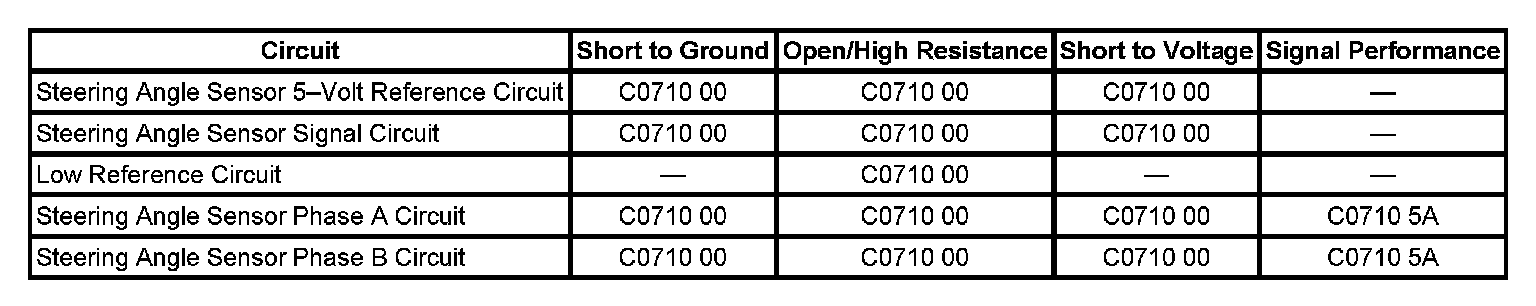 Circuit Short to Ground Open/High Resistance Short to Voltage Signal Performance
Steering Angle Sensor 5–Volt Reference Circuit C0710 00 C0710 00 C0710 00 —
Steering Angle Sensor Signal Circuit C0710 00 C0710 00 C0710 00 —
Low Reference Circuit — C0710 00 — —
Steering Angle Sensor Phase A Circuit C0710 00 C0710 00 C0710 00 C0710 5A
Steering Angle Sensor Phase B Circuit C0710 00 C0710 00 C0710 00 C0710 5A